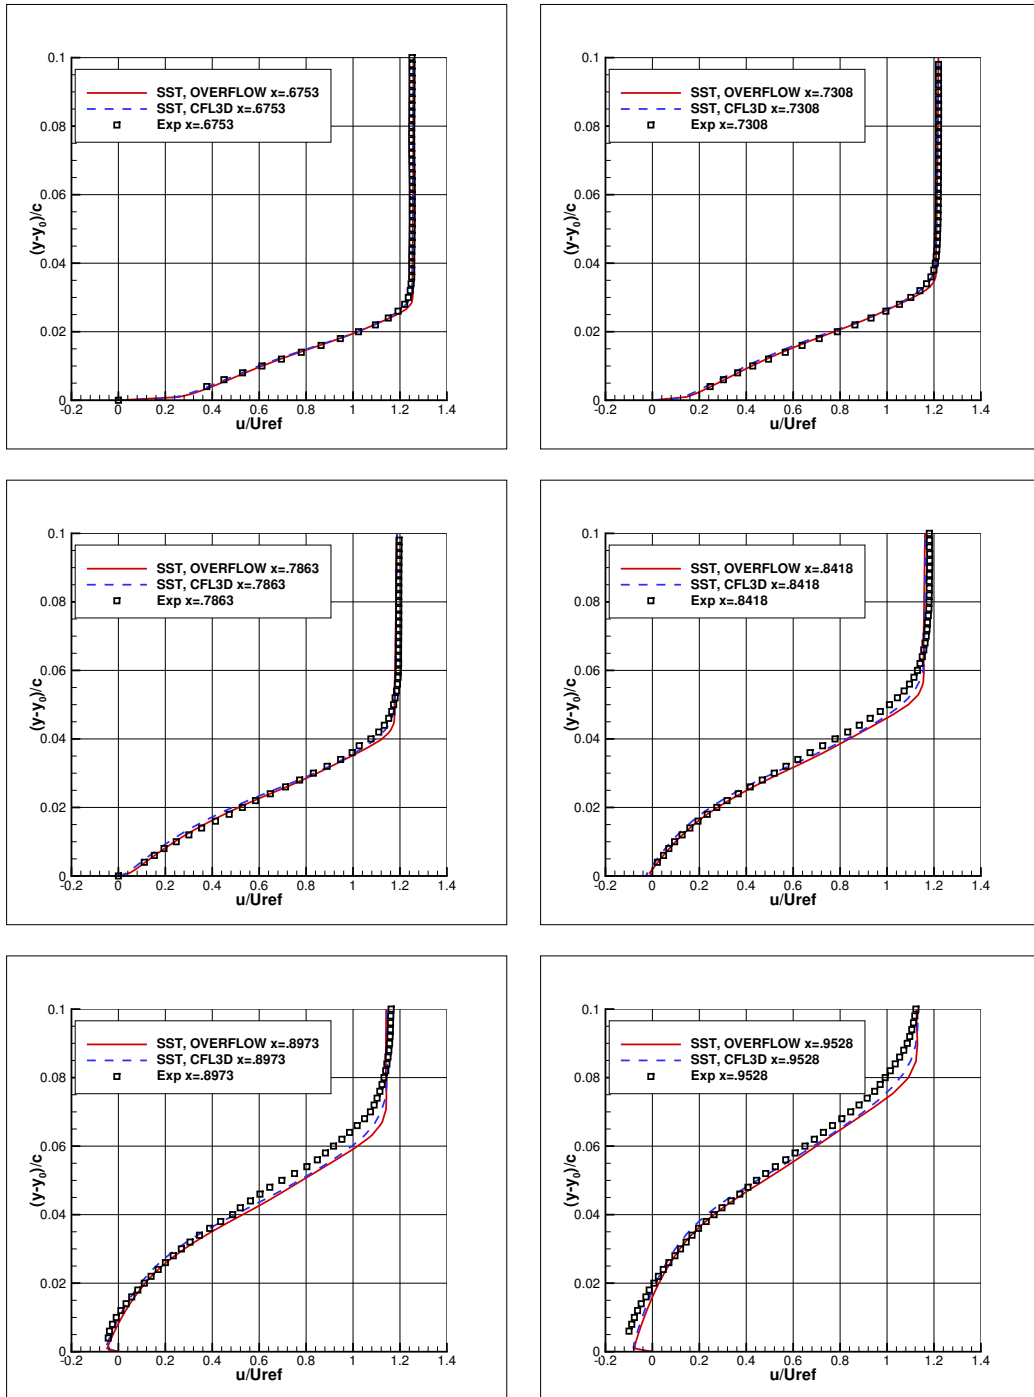 0.1
SST, OVERFLOW x=.6753
SST, CFL3D x=.6753
Exp x=.6753
0.08
0.06
(y-y0)/c
0.04
0.02
0
-0.2 0 0.2 0.4 0.6 0.8 1 1.2 1.4
u/Uref
0.1
SST, OVERFLOW x=.7308
SST, CFL3D x=.7308
Exp x=.7308
0.08
0.06
(y-y0)/c
0.04
0.02
0
-0.2 0 0.2 0.4 0.6 0.8 1 1.2 1.4
u/Uref
0.1
SST, OVERFLOW x=.7863
SST, CFL3D x=.7863
Exp x=.7863
0.08
0.06
(y-y0)/c
0.04
0.02
0
-0.2 0 0.2 0.4 0.6 0.8 1 1.2 1.4
u/Uref
0.1
SST, OVERFLOW x=.8418
SST, CFL3D x=.8418
Exp x=.8418
0.08
0.06
(y-y0)/c
0.04
0.02
0
-0.2 0 0.2 0.4 0.6 0.8 1 1.2 1.4
u/Uref
0.1
SST, OVERFLOW x=.8973
SST, CFL3D x=.8973
Exp x=.8973
0.08
0.06
(y-y0)/c
0.04
0.02
0
-0.2 0 0.2 0.4 0.6 0.8 1 1.2 1.4
u/Uref
0.1
SST, OVERFLOW x=.9528
SST, CFL3D x=.9528
Exp x=.9528
0.08
0.06
(y-y0)/c
0.04
0.02
0
-0.2 0 0.2 0.4 0.6 0.8 1 1.2 1.4
u/Uref